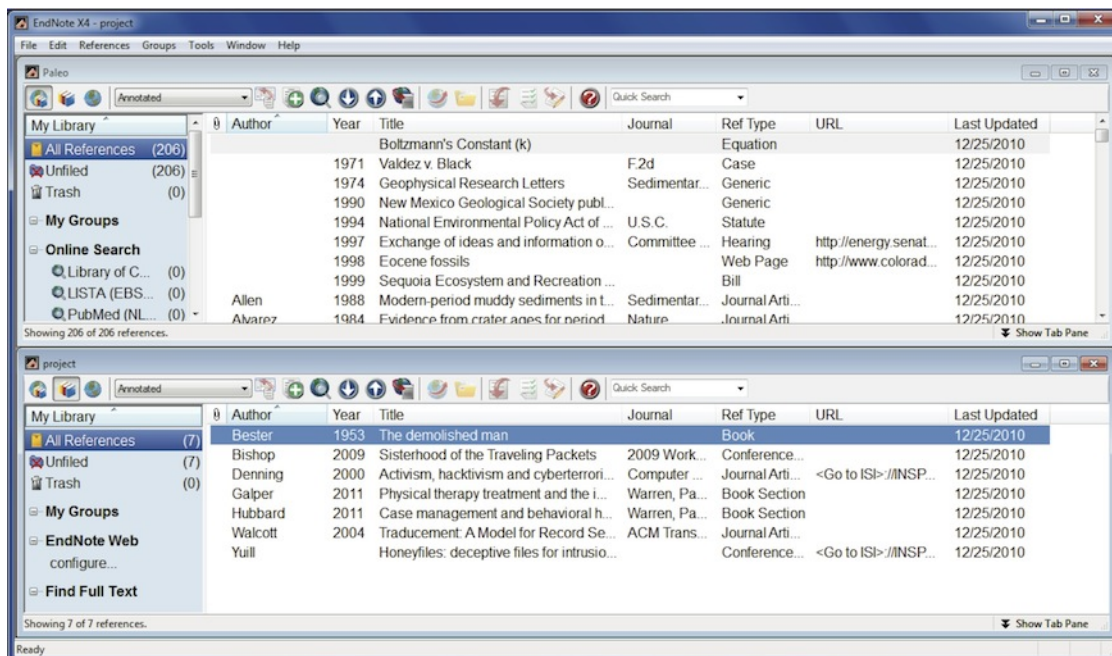 EndNote X4 - project
File Edit References Groups Tools Window Help
Paleo
Annotated Quick Search
My Library Author Year Title Journal Ref Type URL Last Updated
All References (206) Boltzmann's Constant (k) Equation 12/25/2010
Unfiled (206) 1971 Valdez v. Black F.2d Case 12/25/2010
Trash (0) 1974 Geophysical Research Letters Sedimentar... Generic 12/25/2010
1990 New Mexico Geological Society publ... Generic 12/25/2010
My Groups 1994 National Environmental Policy Act of ... U.S.C. Statute 12/25/2010
Online Search 1997 Exchange of ideas and information o... Committee ... Hearing http://energy.senat... 12/25/2010
Library of C... (0) 1998 Eocene fossils Web Page http://www.colorad... 12/25/2010
LISTA (EBS... (0) 1999 Sequoia Ecosystem and Recreation ... Bill 12/25/2010
Allen 1988 Modern-period muddy sediments in t... Sedimentar... Journal Arti... 12/25/2010
PubMed (NL... (0) Alvarez 1984 Evidence from crater ages for period Nature Journal Arti... 12/25/2010
Showing 206 of 206 references. Show Tab Pane
project
Annotated Quick Search
My Library Author Year Title Journal Ref Type URL Last Updated
All References (7) Bester 1953 The demolished man Book 12/25/2010
Unfiled (7) Bishop 2009 Sisterhood of the Traveling Packets 2009 Work... Conference... 12/25/2010
Trash (0) Denning 2000 Activism, hacktivism and cyberterrori... Computer ... Journal Arti... <Go to ISI>://INSP... 12/25/2010
Galper 2011 Physical therapy treatment and the i... Warren, Pa... Book Section 12/25/2010
My Groups Hubbard 2011 Case management and behavioral h... Warren, Pa... Book Section 12/25/2010
EndNote Web Walcott 2004 Traducement: A Model for Record Se... ACM Trans... Journal Arti... 12/25/2010
configure... Yuill Honeyfiles: deceptive files for intrusio... Conference... <Go to ISI>://INSP... 12/25/2010
Find Full Text
Showing 7 of 7 references. Show Tab Pane
Ready